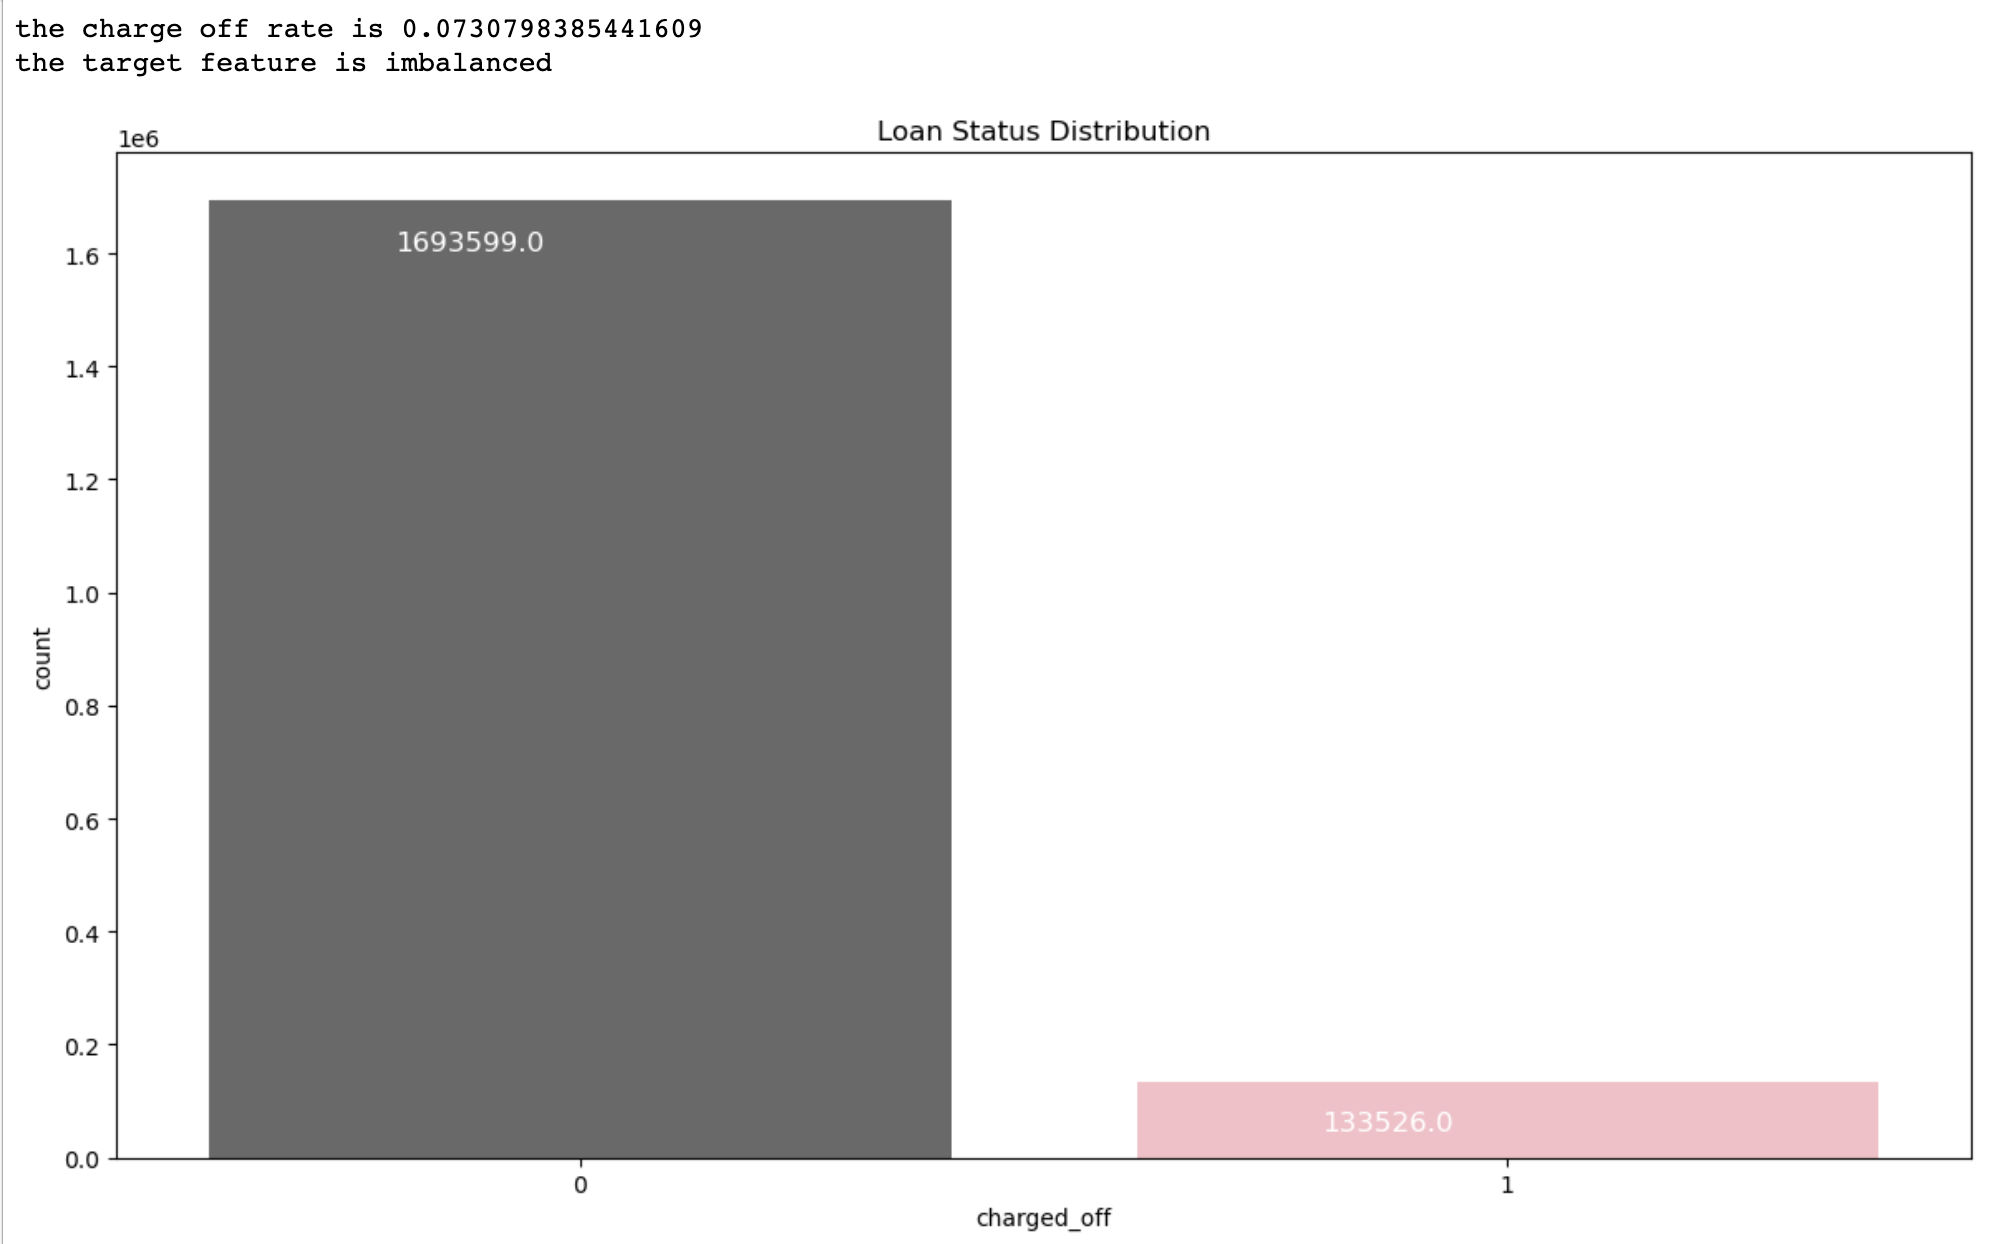 the charge off rate is 0.0730798385441609
the target feature is imbalanced
Loan Status Distribution
1e6
1693599.0
1.6
1.4
1.2
1.0
0.8
0.6
0.4
0.2
0.0
count
133526.0
0
1
charged_off